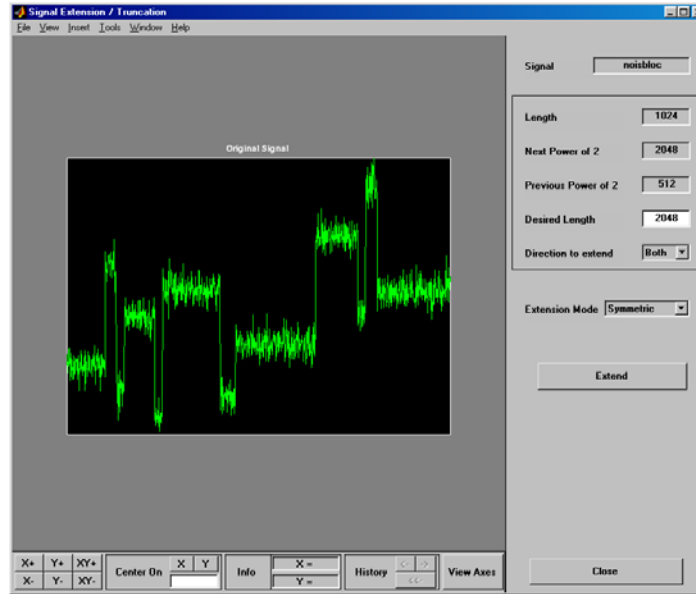 Signal Extension / Truncation
File View Insert Tools Window Help
Signal noisbloc
Length 1024
Next Power of 2 2048
Previous Power of 2 512
Desired Length 2048
Direction to extend Both
Extension Mode Symmetric
Extend
Original Signal
X+ Y+ XY+
X- Y- XY-
Center On X Y
Info X =
Y =
History <- ->
<<-
View Axes
Close